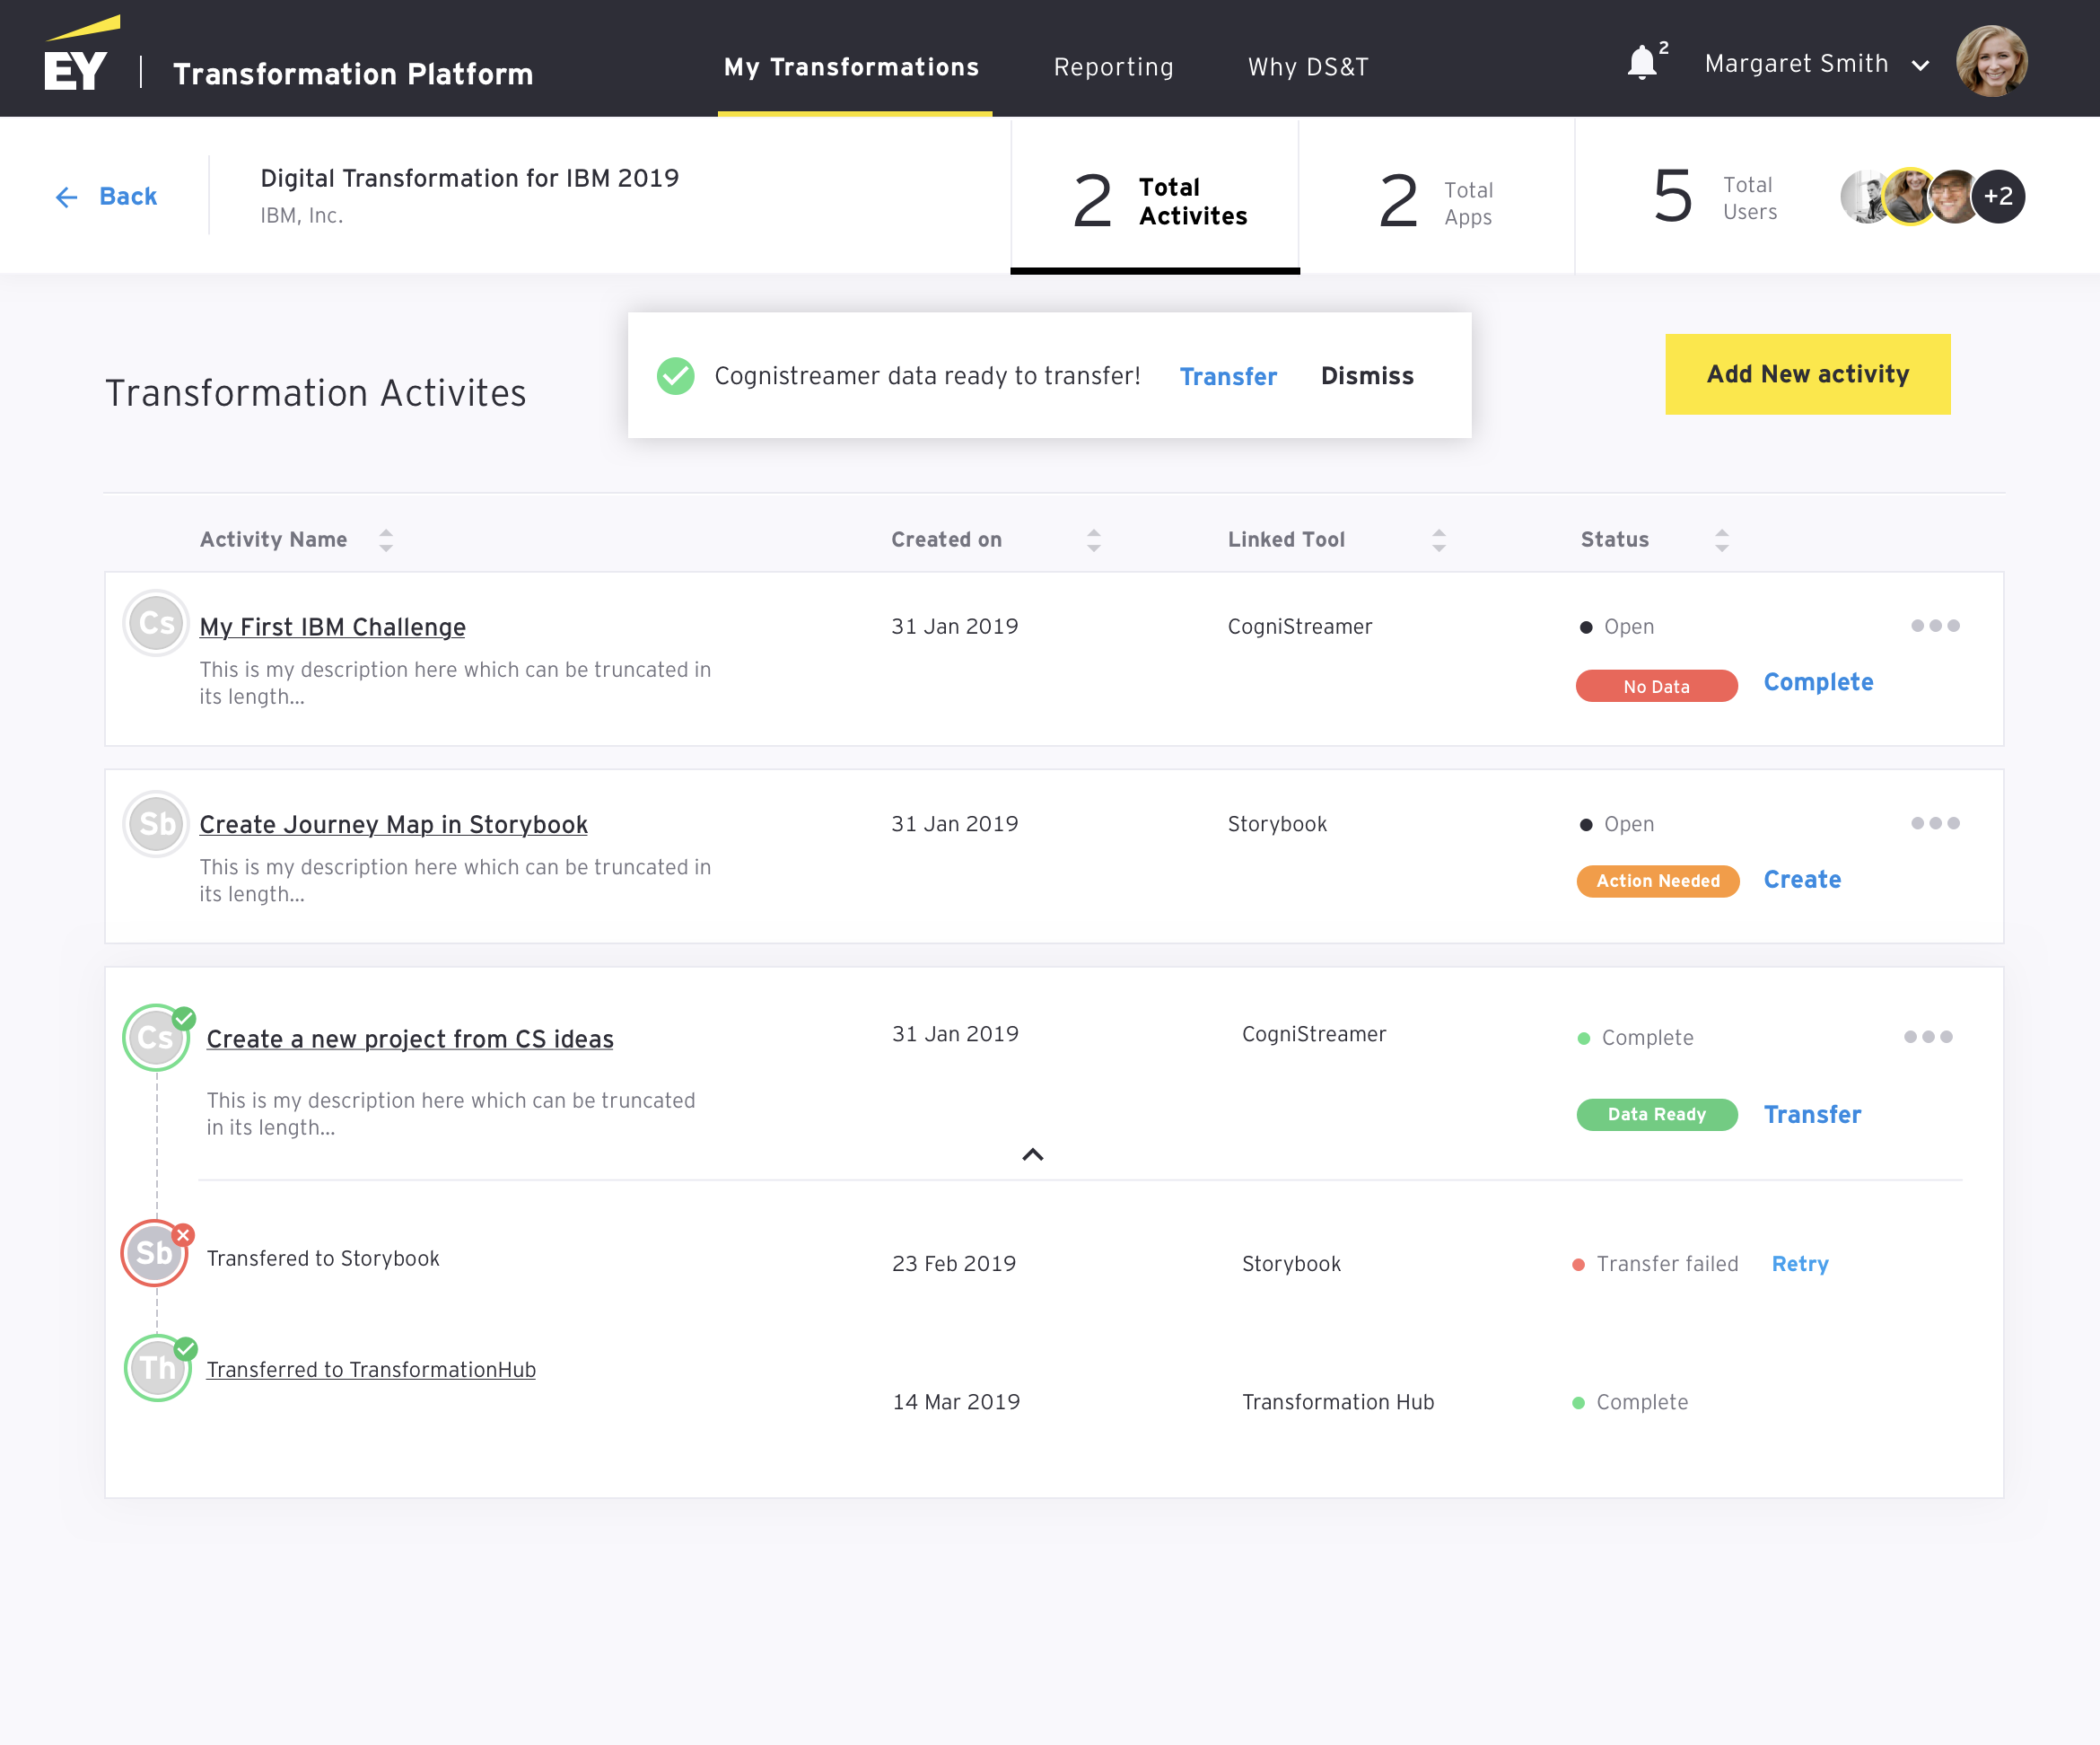 EY
Transformation Platform
My Transformations
Reporting
Why DS&T
2
Margaret Smith
Back
Digital Transformation for IBM 2019
IBM, Inc.
2
Total
Activites
2
Total
Apps
5
Total
Users
+2
Transformation Activites
Cognistreamer data ready to transfer!
Transfer
Dismiss
Add New activity
Activity Name
Created on
Linked Tool
Status
Cs
My First IBM Challenge
31 Jan 2019
CogniStreamer
Open
This is my description here which can be truncated in
its length...
No Data
Complete
Sb
Create Journey Map in Storybook
31 Jan 2019
Storybook
Open
This is my description here which can be truncated in
its length...
Action Needed
Create
Cs
Create a new project from CS ideas
31 Jan 2019
CogniStreamer
Complete
This is my description here which can be truncated
in its length...
Data Ready
Transfer
Sb
Transfered to Storybook
23 Feb 2019
Storybook
Transfer failed
Retry
Th
Transferred to TransformationHub
14 Mar 2019
Transformation Hub
Complete